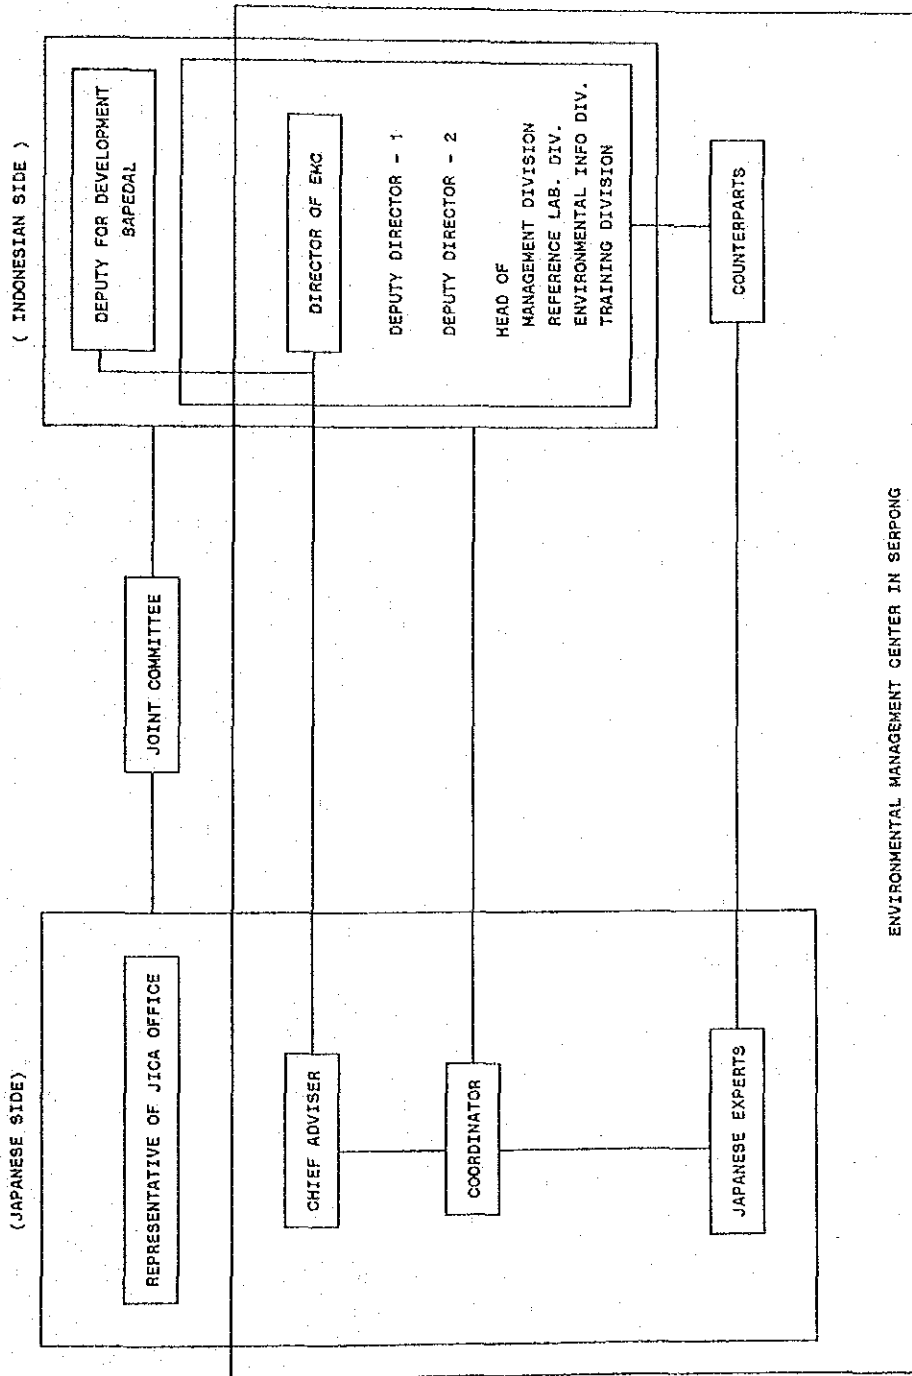 (JAPANESE SIDE)
( INDONESIAN SIDE )
REPRESENTATIVE OF JICA OFFICE
JOINT COMMITTEE
DEPUTY FOR DEVELOPMENT
BAPEDAL
CHIEF ADVISER
DIRECTOR OF EMC
DEPUTY DIRECTOR - 1
COORDINATOR
DEPUTY DIRECTOR - 2
HEAD OF
MANAGEMENT DIVISION
REFERENCE LAB. DIV.
ENVIRONMENTAL INFO DIV.
TRAINING DIVISION
JAPANESE EXPERTS
COUNTERPARTS
ENVIRONMENTAL MANAGEMENT CENTER IN SERPONG